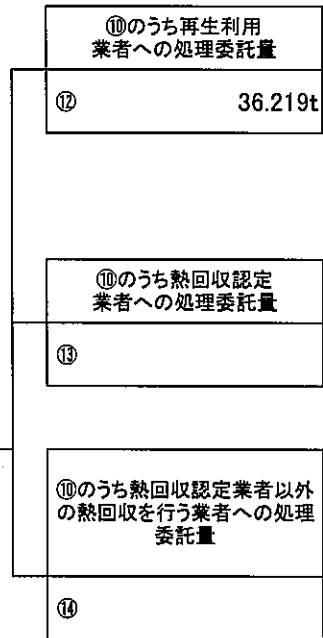 ⑩のうち再生利用
業者への処理委託量
⑫ 36.219t
⑩のうち熱回収認定
業者への処理委託量
⑬
⑩のうち熱回収認定業者以外
の熱回収を行う業者への処理
委託量
⑭